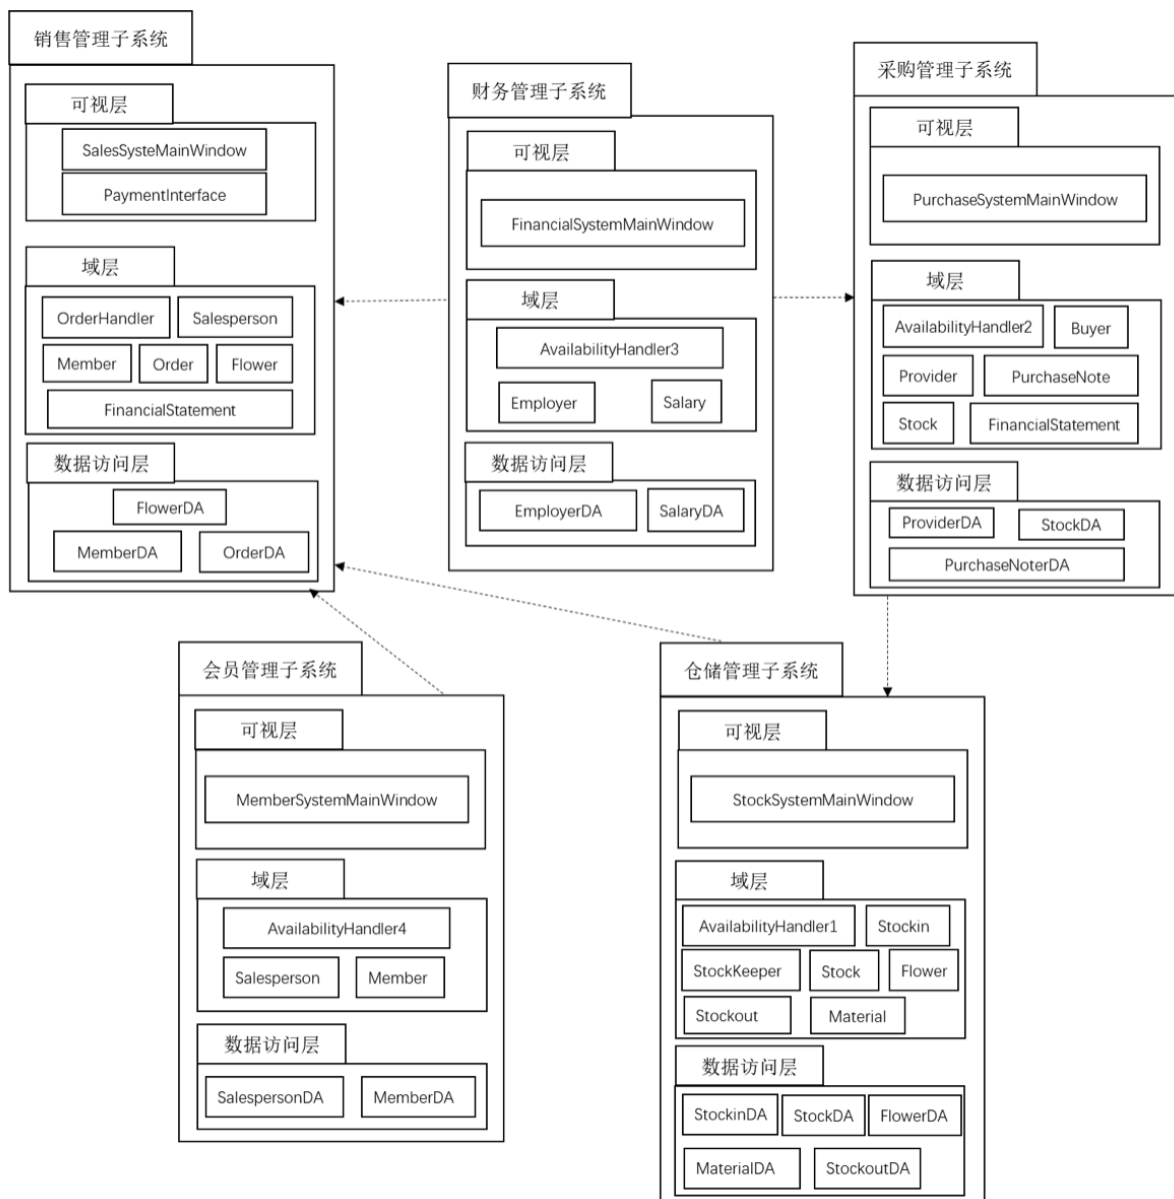 销售管理子系统
可视层
SalesSysteMainWindow
PaymentInterface
域层
OrderHandler
Salesperson
Member
Order
Flower
FinancialStatement
数据访问层
FlowerDA
MemberDA
OrderDA
财务管理子系统
可视层
FinancialSystemMainWindow
域层
AvailabilityHandler3
Employer
Salary
数据访问层
EmployerDA
SalaryDA
采购管理子系统
可视层
PurchaseSystemMainWindow
域层
AvailabilityHandler2
Buyer
Provider
PurchaseNote
Stock
FinancialStatement
数据访问层
ProviderDA
StockDA
PurchaseNoterDA
会员管理子系统
可视层
MemberSystemMainWindow
域层
AvailabilityHandler4
Salesperson
Member
数据访问层
SalespersonDA
MemberDA
仓储管理子系统
可视层
StockSystemMainWindow
域层
AvailabilityHandler1
Stockin
StockKeeper
Stock
Flower
Stockout
Material
数据访问层
StockinDA
StockDA
FlowerDA
MaterialDA
StockoutDA